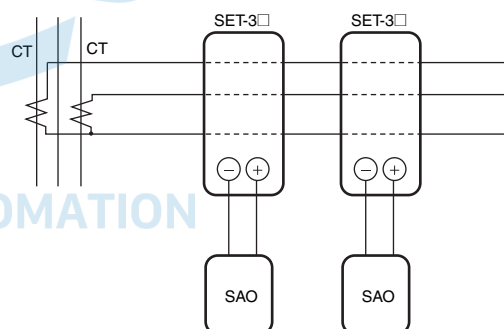 SET-3□ SET-3□
CT CT
− + − +
OMATION
SAO SAO